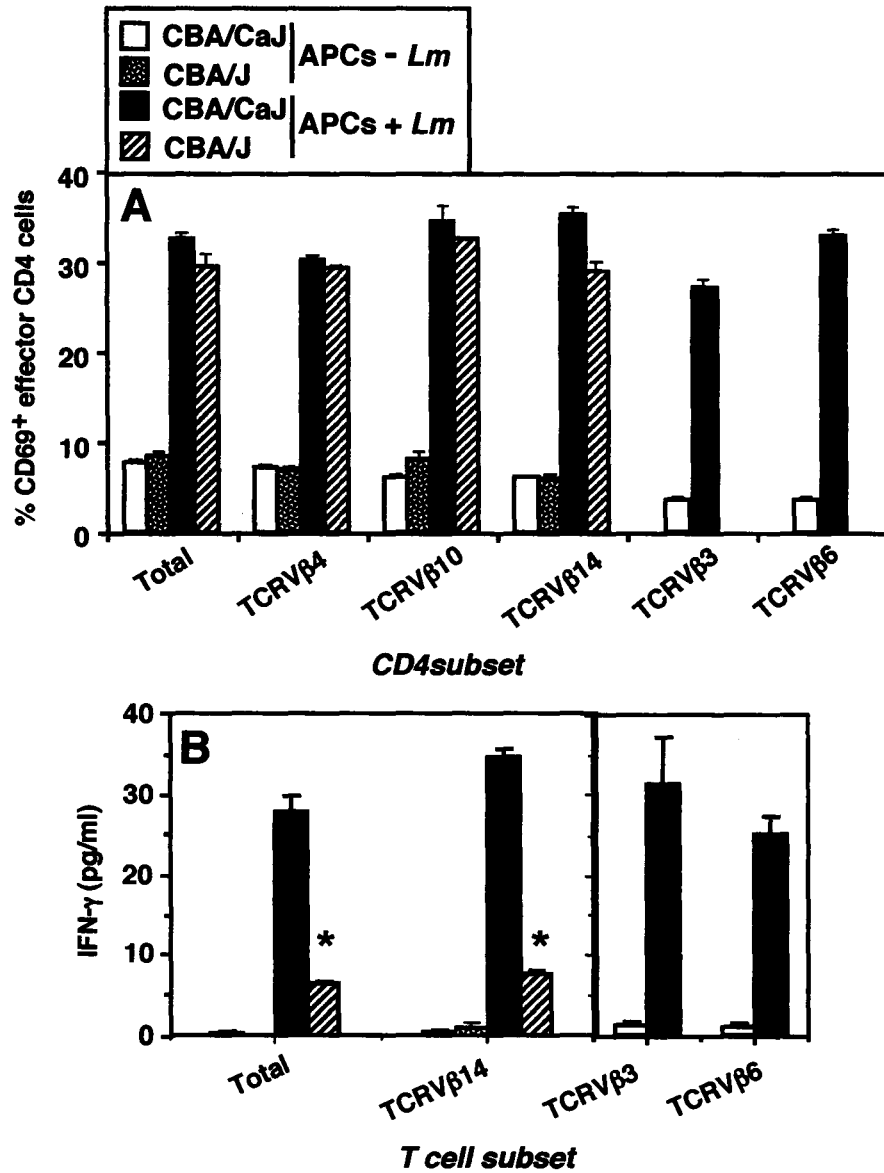 CBA/CaJ
CBA/J
APCs - Lm
CBA/CaJ
CBA/J
APCs + Lm
A
% CD69+ effector CD4 cells
40
30
20
10
0
Total
TCRVβ4
TCRVβ10
TCRVβ14
TCRVβ3
TCRVβ6
CD4subset
B
IFN-γ (pg/ml)
40
30
20
10
0
*
*
Total
TCRVβ14
TCRVβ3
TCRVβ6
T cell subset